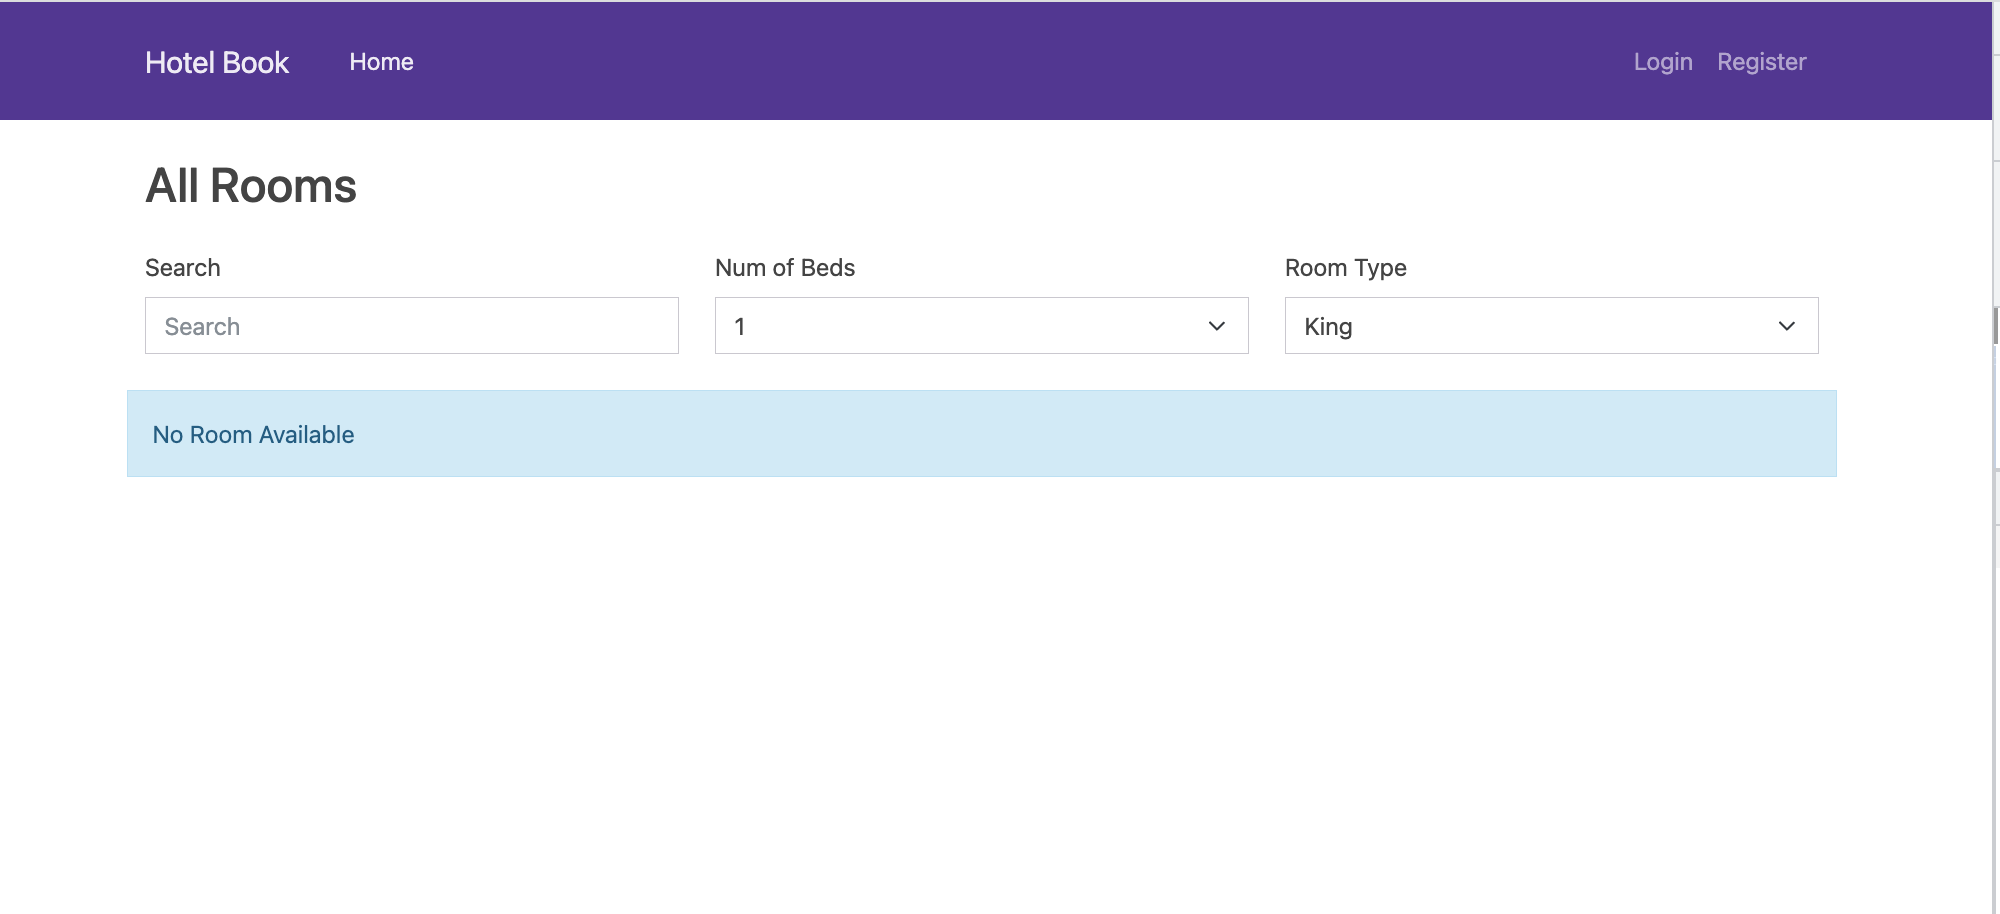 Hotel Book Home Login Register
All Rooms
Search Num of Beds Room Type
Search 1 King
No Room Available